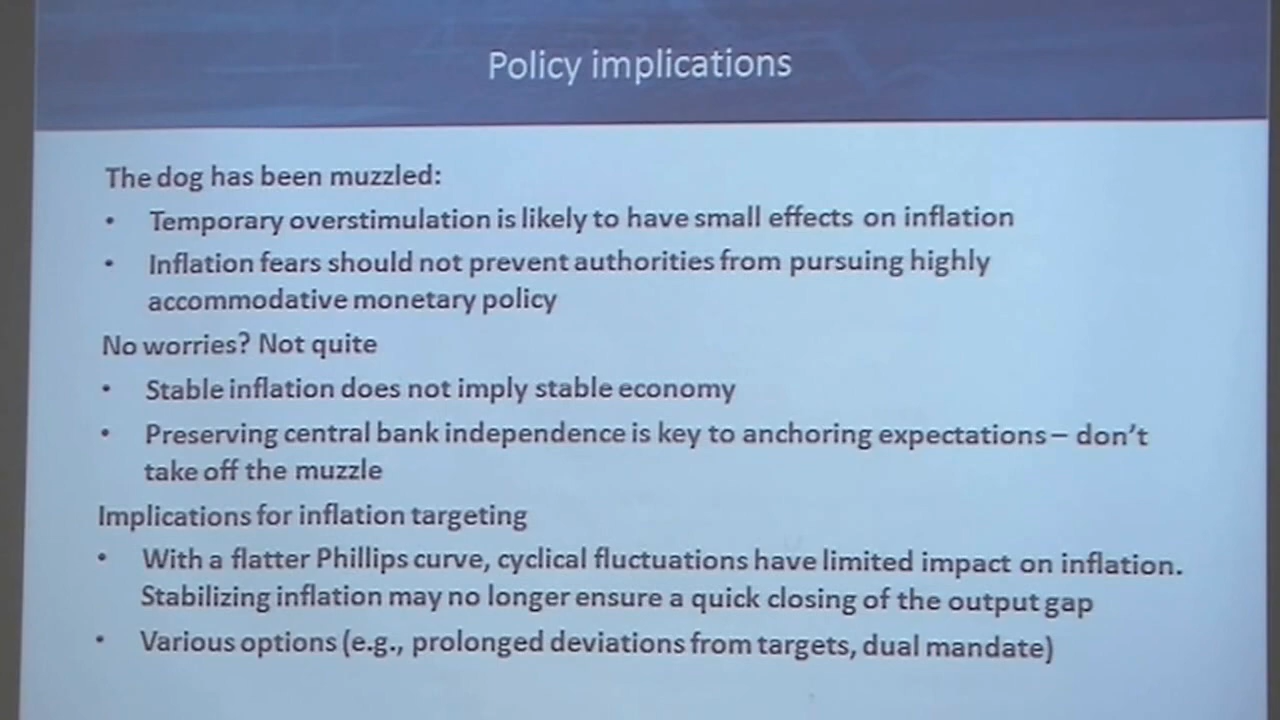 Policy implications
The dog has been muzzled:
• Temporary overstimulation is likely to have small effects on inflation
• Inflation fears should not prevent authorities from pursuing highly
accommodative monetary policy
No worries? Not quite
• Stable inflation does not imply stable economy
• Preserving central bank independence is key to anchoring expectations – don't
take off the muzzle
Implications for inflation targeting
• With a flatter Phillips curve, cyclical fluctuations have limited impact on inflation.
Stabilizing inflation may no longer ensure a quick closing of the output gap
• Various options (e.g., prolonged deviations from targets, dual mandate)